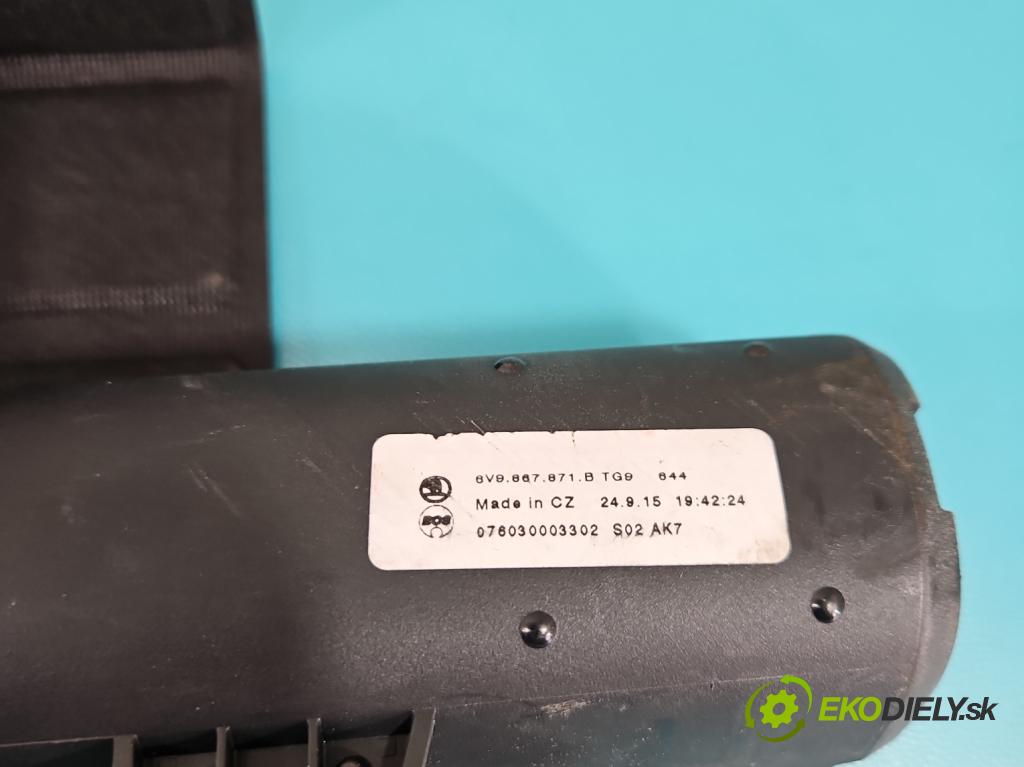 6V9.867.871.B TG9 644
Made in CZ 24.9.15 19:42:24
BOS
076030003302 S02 AK7
EKODIELY.sk